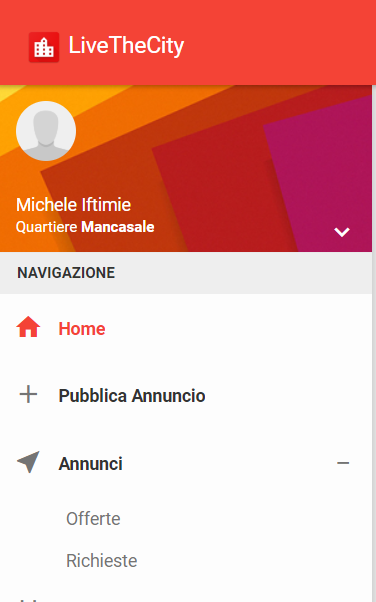 LiveTheCity
Michele Iftimie
Quartiere Mancasale
NAVIGAZIONE
Home
Pubblica Annuncio
Annunci
Offerte
Richieste